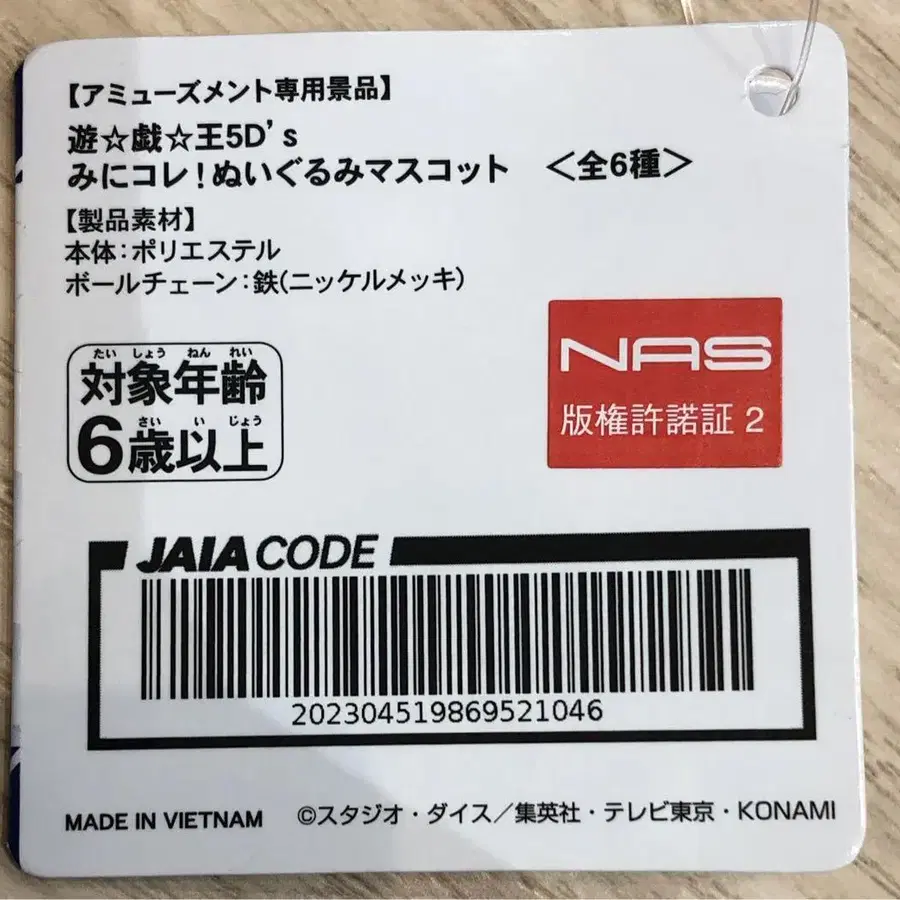 【アミューズメント専用景品】
遊☆戯☆王5D's
みにコレ!ぬいぐるみマスコット <全6種>
【製品素材】
本体:ポリエステル
ボールチェーン:鉄(ニッケルメッキ)
NAS
版権許諾証 2
たい しょう ねん れい
対象年齢
さい い じょう
6歳以上
JAIA CODE
202304519869521046
MADE IN VIETNAM ©スタジオ・ダイス/集英社・テレビ東京・KONAMI